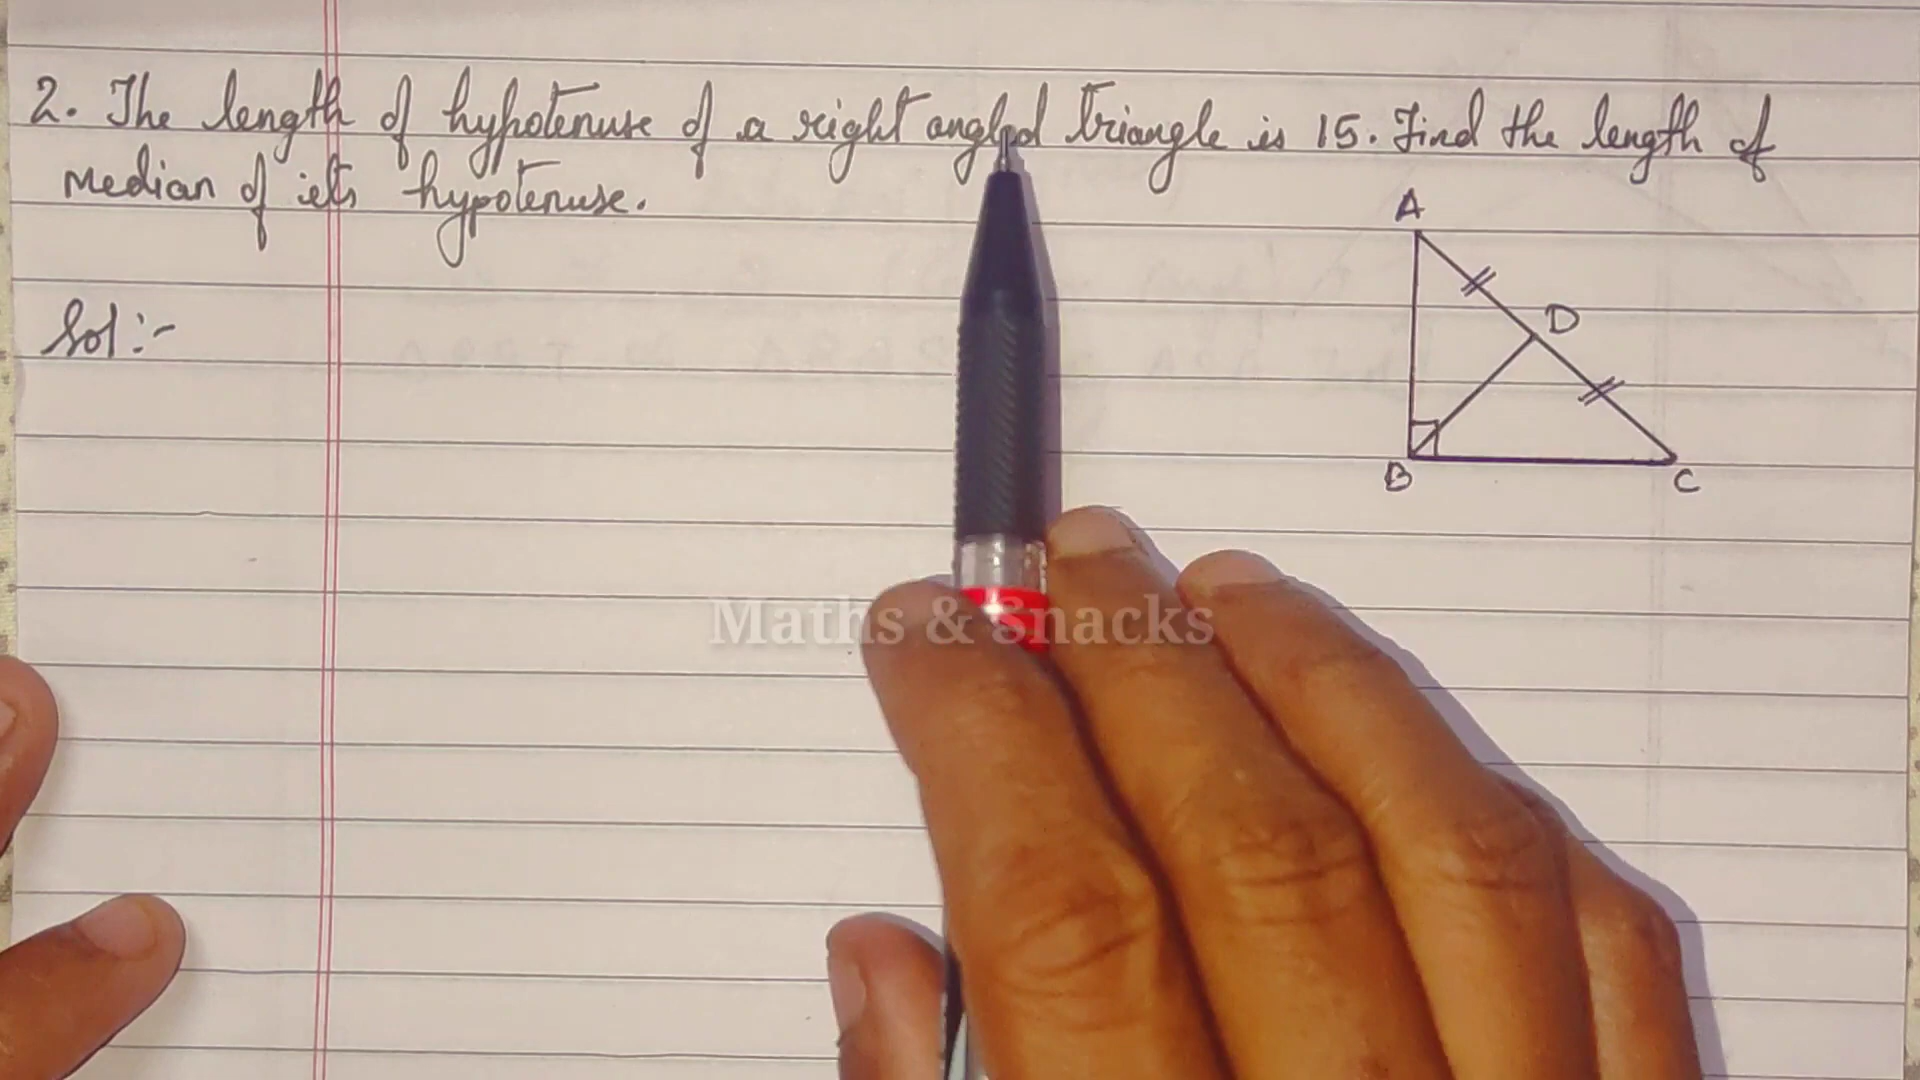 2. The length of hypotenuse of a right angled triangle is 15. Find the length of
median of its hypotenuse.
A
D
Sol:-
B
C
Maths & Snacks